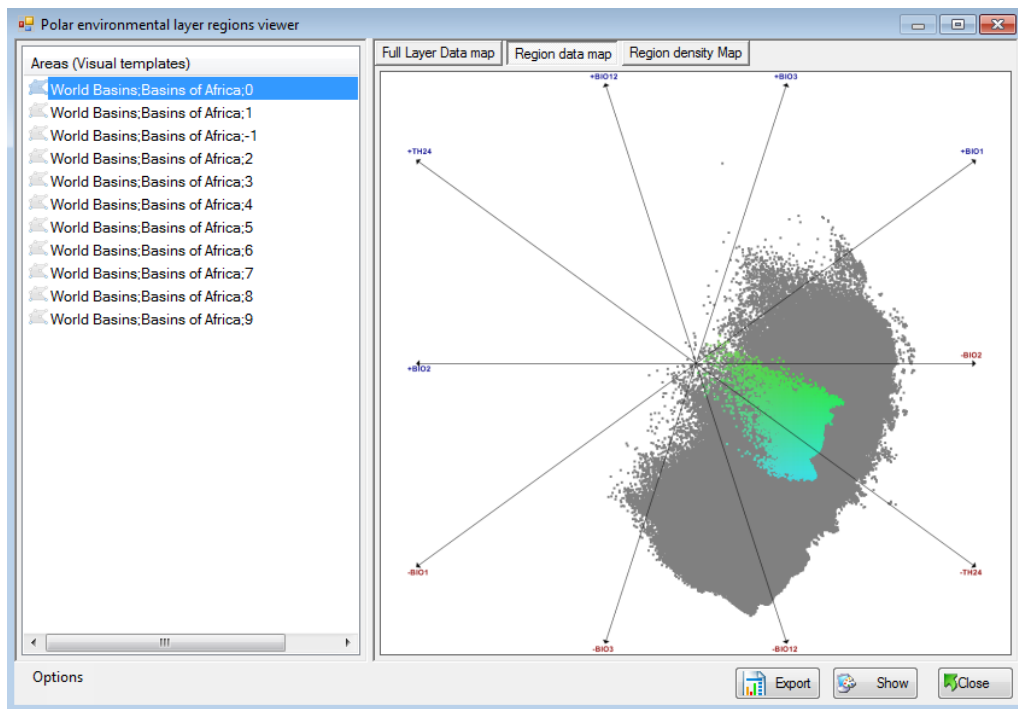 Polar environmental layer regions viewer
Areas (Visual templates)
World Basins;Basins of Africa;0
World Basins;Basins of Africa;1
World Basins;Basins of Africa;-1
World Basins;Basins of Africa;2
World Basins;Basins of Africa;3
World Basins;Basins of Africa;4
World Basins;Basins of Africa;5
World Basins;Basins of Africa;6
World Basins;Basins of Africa;7
World Basins;Basins of Africa;8
World Basins;Basins of Africa;9
Full Layer Data map Region data map Region density Map
+BIO12 +BIO3
+TH24 +BIO1
+BIO2 -BIO2
-BIO1 -TH24
-BIO3 -BIO12
Options
Export Show Close